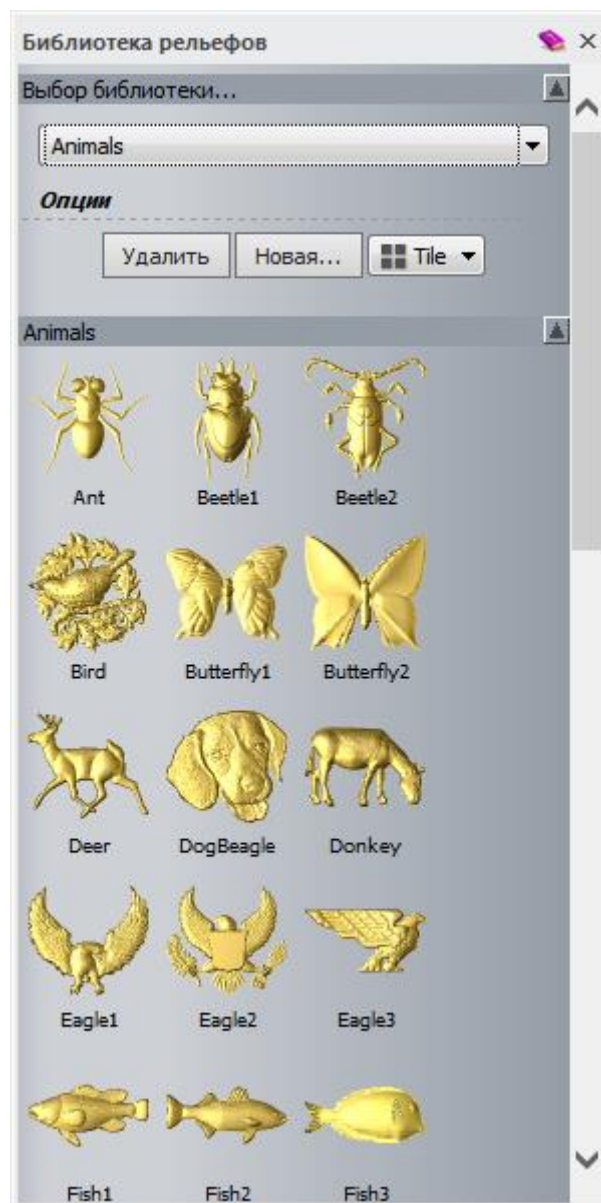 Библиотека рельефов
Выбор библиотеки...
Animals
Опции
Удалить Новая... Tile
Animals
Ant Beetle1 Beetle2
Bird Butterfly1 Butterfly2
Deer DogBeagle Donkey
Eagle1 Eagle2 Eagle3
Fish1 Fish2 Fish3